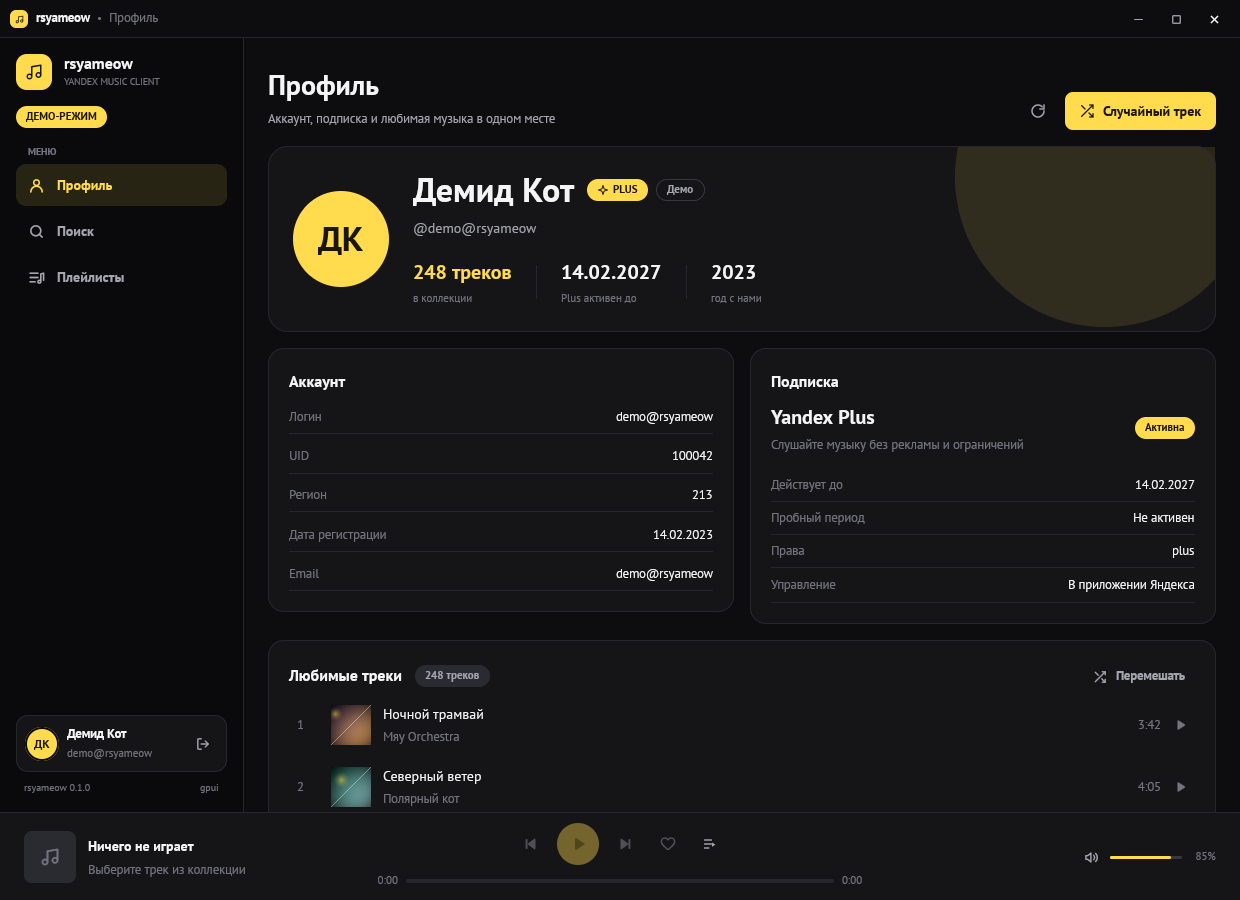 rsyameow • Профиль
rsyameow
YANDEX MUSIC CLIENT
ДЕМО-РЕЖИМ
МЕНЮ
Профиль
Поиск
Плейлисты
ДК
Демид Кот
demo@rsyameow
rsyameow 0.1.0
gpui
Профиль
Аккаунт, подписка и любимая музыка в одном месте
Случайный трек
ДК
Демид Кот
PLUS
Демо
@demo@rsyameow
248 треков
в коллекции
14.02.2027
Plus активен до
2023
год с нами
Аккаунт
Логин demo@rsyameow
UID 100042
Регион 213
Дата регистрации 14.02.2023
Email demo@rsyameow
Подписка
Yandex Plus
Слушайте музыку без рекламы и ограничений
Активна
Действует до 14.02.2027
Пробный период Не активен
Права plus
Управление В приложении Яндекса
Любимые треки
248 треков
Перемешать
1
Ночной трамвай
Мяу Orchestra
3:42
2
Северный ветер
Полярный кот
4:05
Ничего не играет
Выберите трек из коллекции
0:00
0:00
85%